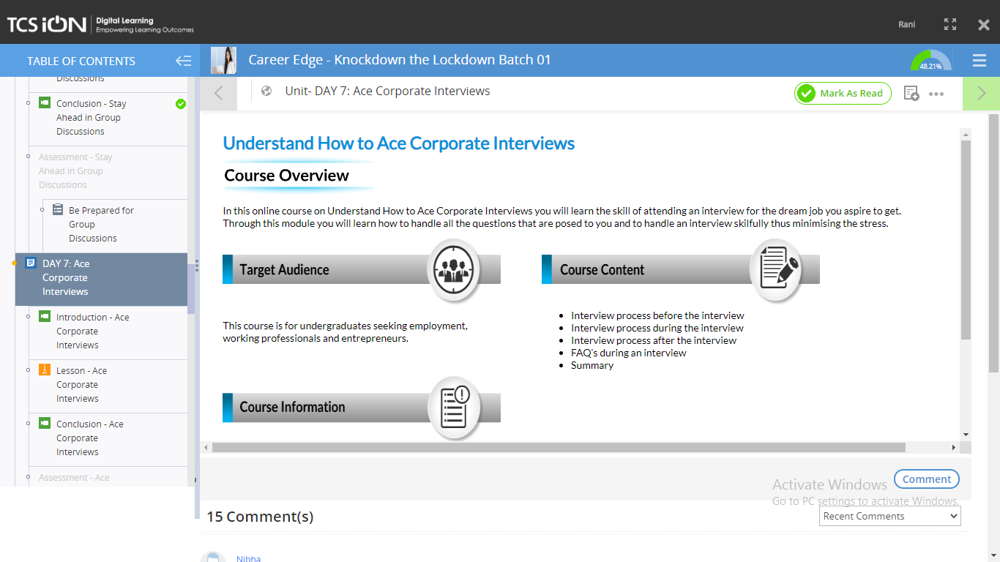 TCS iON
Digital Learning
Empowering Learning Outcomes
Rani
TABLE OF CONTENTS
Career Edge - Knockdown the Lockdown Batch 01
48.21%
Discussions
Conclusion - Stay
Ahead in Group
Discussions
Assessment - Stay
Ahead in Group
Discussions
Be Prepared for
Group
Discussions
DAY 7: Ace
Corporate
Interviews
Introduction - Ace
Corporate
Interviews
Lesson - Ace
Corporate
Interviews
Conclusion - Ace
Corporate
Interviews
Assessment - Ace
Unit- DAY 7: Ace Corporate Interviews
Mark As Read
Understand How to Ace Corporate Interviews
Course Overview
In this online course on Understand How to Ace Corporate Interviews you will learn the skill of attending an interview for the dream job you aspire to get.
Through this module you will learn how to handle all the questions that are posed to you and to handle an interview skilfully thus minimising the stress.
Target Audience
This course is for undergraduates seeking employment,
working professionals and entrepreneurs.
Course Content
Interview process before the interview
Interview process during the interview
Interview process after the interview
FAQ's during an interview
Summary
Course Information
Comment
Activate Windows
Go to PC settings to activate Windows.
15 Comment(s)
Recent Comments
Nibha